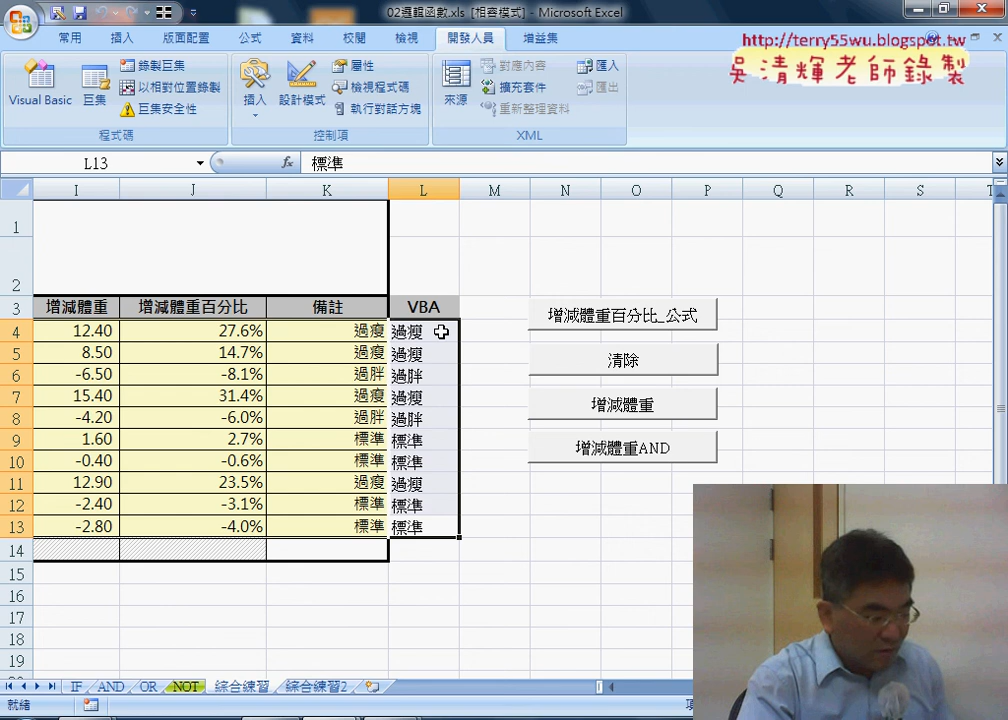 02邏輯函數.xls [相容模式] - Microsoft Excel
常用 插入 版面配置 公式 資料 校閱 檢視 開發人員 增益集
http://terry55wu.blogspot.tw
吳清輝老師錄製
Visual Basic 巨集 錄製巨集 以相對位置錄製 巨集安全性 程式碼
插入 設計模式 屬性 檢視程式碼 執行對話方塊 控制項
來源 對應內容 擴充套件 重新整理資料 匯入 匯出 XML
L13 fx 標準
I J K L M N O P Q R S T
1
2
3 增減體重 增減體重百分比 備註 VBA 增減體重百分比_公式
4 12.40 27.6% 過瘦 過瘦
5 8.50 14.7% 過瘦 過瘦 清除
6 -6.50 -8.1% 過胖 過胖
7 15.40 31.4% 過瘦 過瘦 增減體重
8 -4.20 -6.0% 過胖 過胖
9 1.60 2.7% 標準 標準 增減體重AND
10 -0.40 -0.6% 標準 標準
11 12.90 23.5% 過瘦 過瘦
12 -2.40 -3.1% 標準 標準
13 -2.80 -4.0% 標準 標準
14
15
16
17
18
19
IF AND OR NOT 綜合練習 綜合練習2
就緒